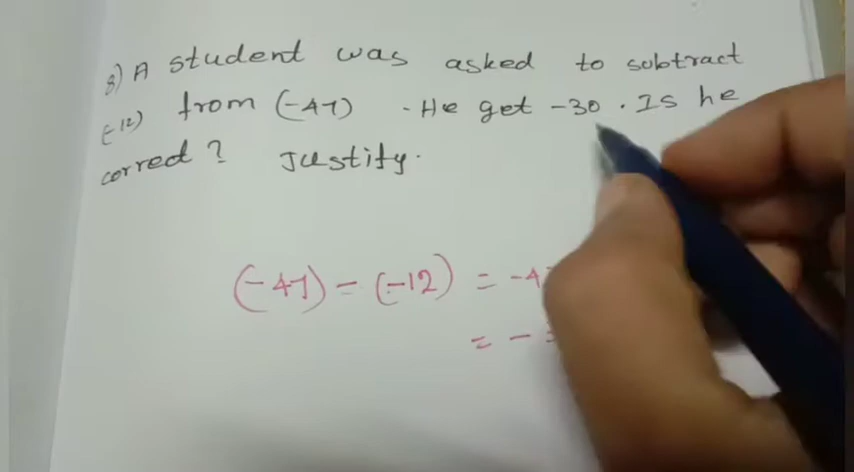 8) A student was asked to subtract
(-12) from (-47) . He get -30 . Is he
corred ? Justify.
(-47) - (-12) = -4
= -